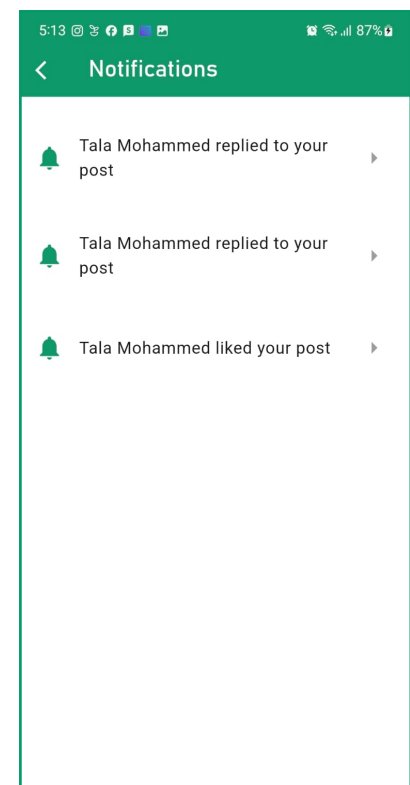 5:13 87%
Notifications
Tala Mohammed replied to your
post
Tala Mohammed replied to your
post
Tala Mohammed liked your post